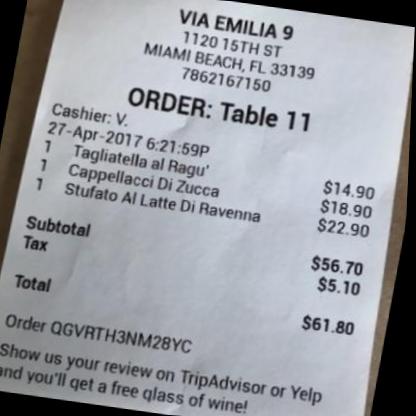 VIA EMILIA 9
1120 15TH ST
MIAMI BEACH, FL 33139
7862167150
ORDER: Table 11
Cashier: V.
27-Apr-2017 6:21:59P
1 Tagliatella al Ragu' $14.90
1 Cappellacci Di Zucca $18.90
1 Stufato Al Latte Di Ravenna $22.90
Subtotal $56.70
Tax $5.10
Total $61.80
Order QGVRTH3NM28YC
Show us your review on TripAdvisor or Yelp
and you'll get a free glass of wine!